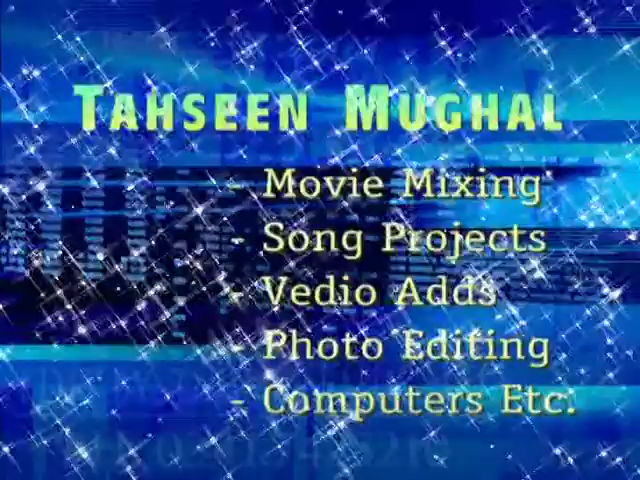 TAHSEEN MUGHAL
- Movie Mixing
- Song Projects
- Vedio Adds
- Photo Editing
- Computers Etc.